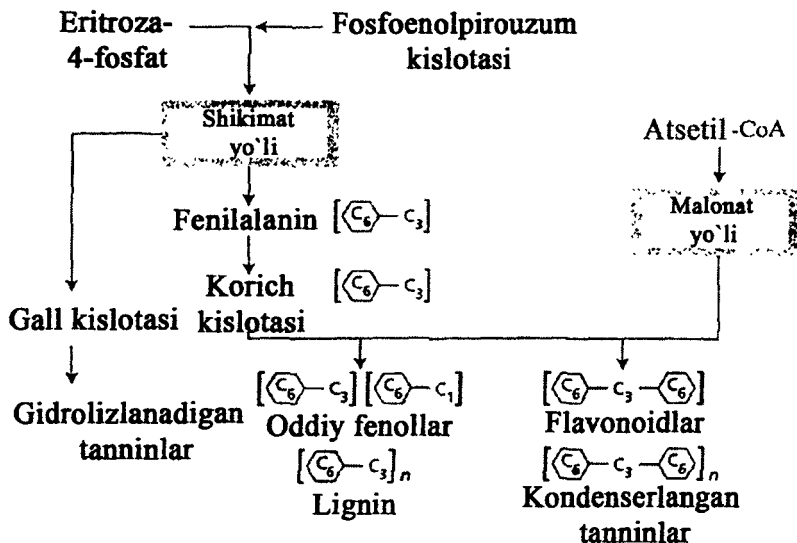 Eritroza-
4-fosfat
Fosfoenolpirouzum
kislotasi
Shikimat
yo`li
Atsetil -CoA
Malonat
yo`li
Fenilalanin [C6 — C3]
Korich
kislotasi
[C6 — C3]
Gall kislotasi
Gidrolizlanadigan
tanninlar
[C6 — C3] [C6 — C1]
Oddiy fenollar
[C6 — C3]n
Lignin
[C6 — C3 — C6]
Flavonoidlar
[C6 — C3 — C6]n
Kondenserlangan
tanninlar